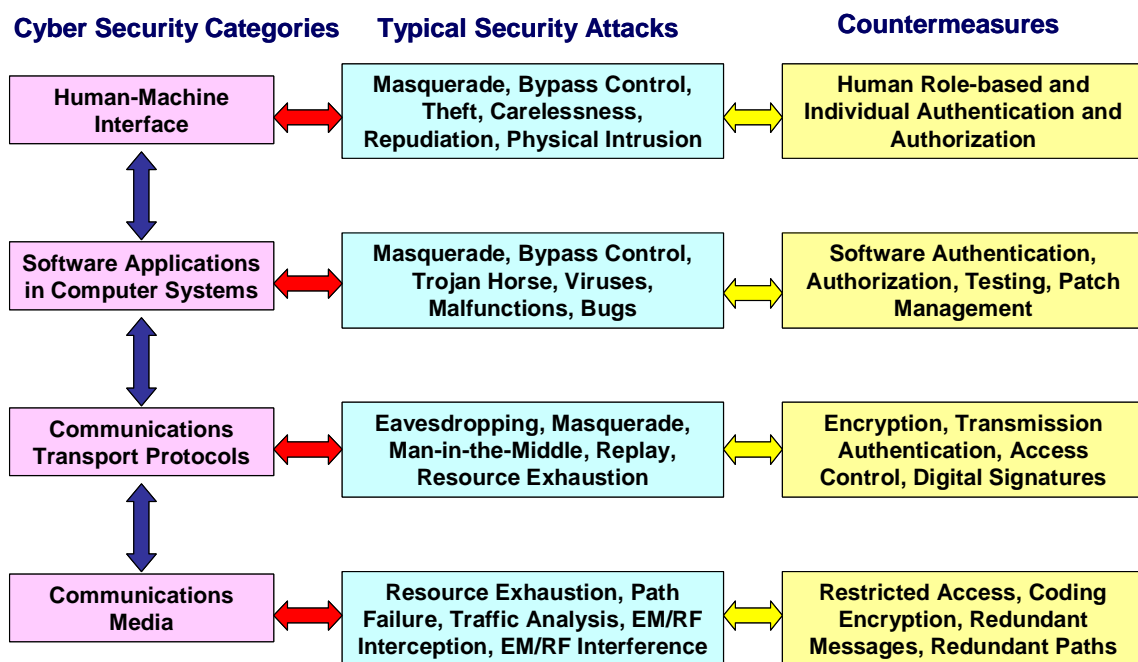 Cyber Security Categories
Typical Security Attacks
Countermeasures
Human-Machine
Interface
Masquerade, Bypass Control,
Theft, Carelessness,
Repudiation, Physical Intrusion
Human Role-based and
Individual Authentication and
Authorization
Software Applications
in Computer Systems
Masquerade, Bypass Control,
Trojan Horse, Viruses,
Malfunctions, Bugs
Software Authentication,
Authorization, Testing, Patch
Management
Communications
Transport Protocols
Eavesdropping, Masquerade,
Man-in-the-Middle, Replay,
Resource Exhaustion
Encryption, Transmission
Authentication, Access
Control, Digital Signatures
Communications
Media
Resource Exhaustion, Path
Failure, Traffic Analysis, EM/RF
Interception, EM/RF Interference
Restricted Access, Coding
Encryption, Redundant
Messages, Redundant Paths